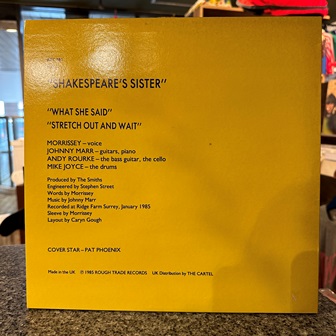 "SHAKESPEARE'S SISTER"
"WHAT SHE SAID"
"STRETCH OUT AND WAIT"
MORRISSEY – voice
JOHNNY MARR – guitars, piano
ANDY ROURKE – the bass guitar, the cello
MIKE JOYCE – the drums
Produced by The Smiths
Engineered by Stephen Street
Words by Morrissey
Music by Johnny Marr
Recorded at Ridge Farm Surrey, January 1985
Sleeve by Morrissey
Layout by Caryn Gough
COVER STAR – PAT PHOENIX
Made in the UK ℗ 1985 ROUGH TRADE RECORDS UK Distribution by THE CARTEL